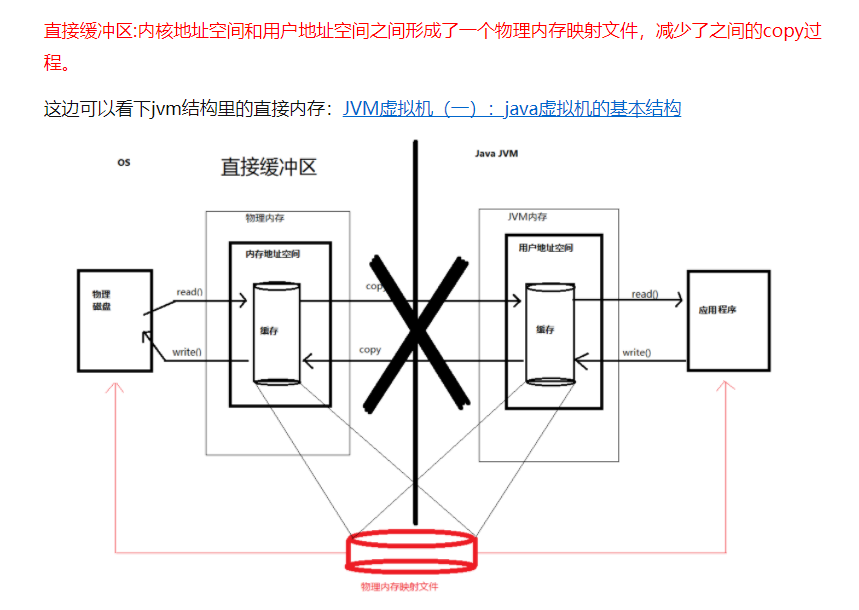 直接缓冲区:内核地址空间和用户地址空间之间形成了一个物理内存映射文件，减少了之间的copy过
程。
这边可以看下jvm结构里的直接内存：JVM虚拟机（一）：java虚拟机的基本结构
OS
直接缓冲区
Java JVM
物理内存
JVM内存
内存地址空间
用户地址空间
物理
磁盘
read()
缓存
copy
缓存
read()
应用程序
write()
copy
write()
物理内存映射文件